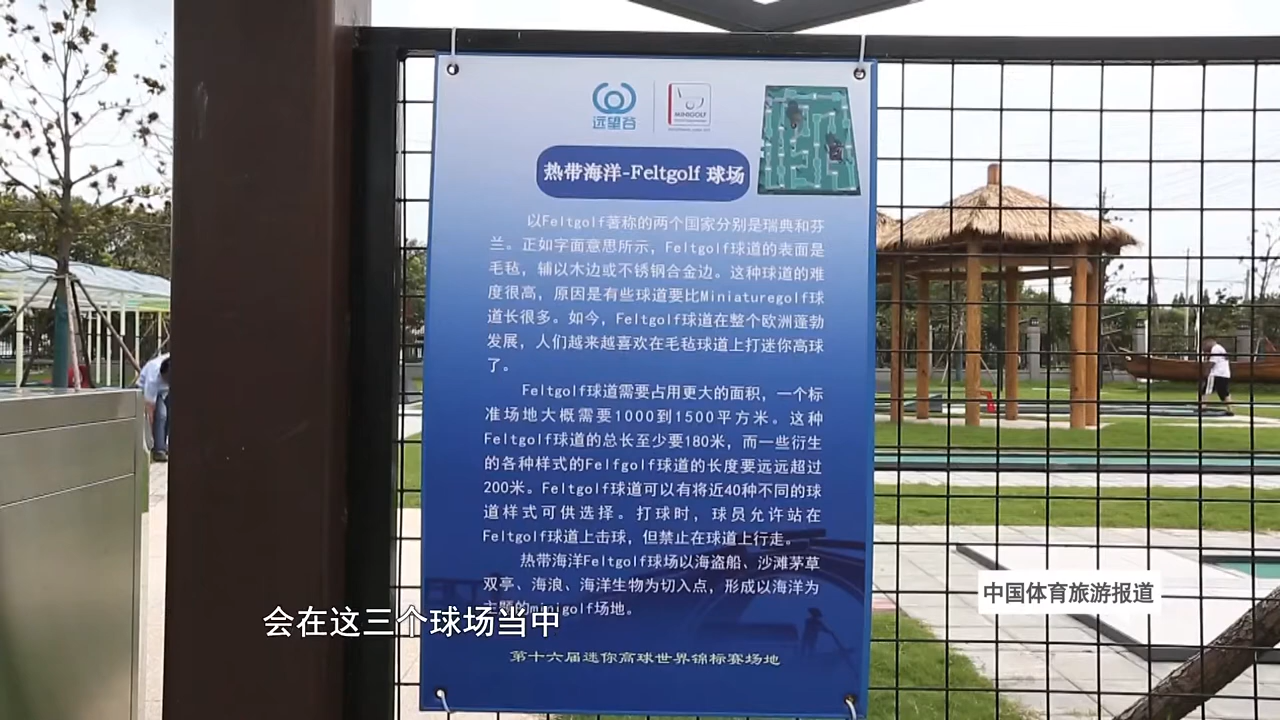 远望谷
MINIGOLF
热带海洋-Feltgolf 球场
以Feltgolf著称的两个国家分别是瑞典和芬
兰。正如字面意思所示，Feltgolf球道的表面是
毛毡，辅以木边或不锈钢合金边。这种球道的难
度很高，原因是有些球道要比Miniaturegolf球
道长很多。如今，Feltgolf球道在整个欧洲蓬勃
发展，人们越来越喜欢在毛毡球道上打迷你高球
了。
Feltgolf球道需要占用更大的面积，一个标
准场地大概需要1000到1500平方米。这种
Feltgolf球道的总长至少要180米，而一些衍生
的各种样式的Felfgolf球道的长度要远远超过
200米。Feltgolf球道可以有将近40种不同的球
道样式可供选择。打球时，球员允许站在
Feltgolf球道上击球，但禁止在球道上行走。
热带海洋Feltgolf球场以海盗船、沙滩茅草
双亭、海浪、海洋生物为切入点，形成以海洋为
主题的minigolf场地。
第十六届迷你高球世界锦标赛场地
中国体育旅游报道
会在这三个球场当中